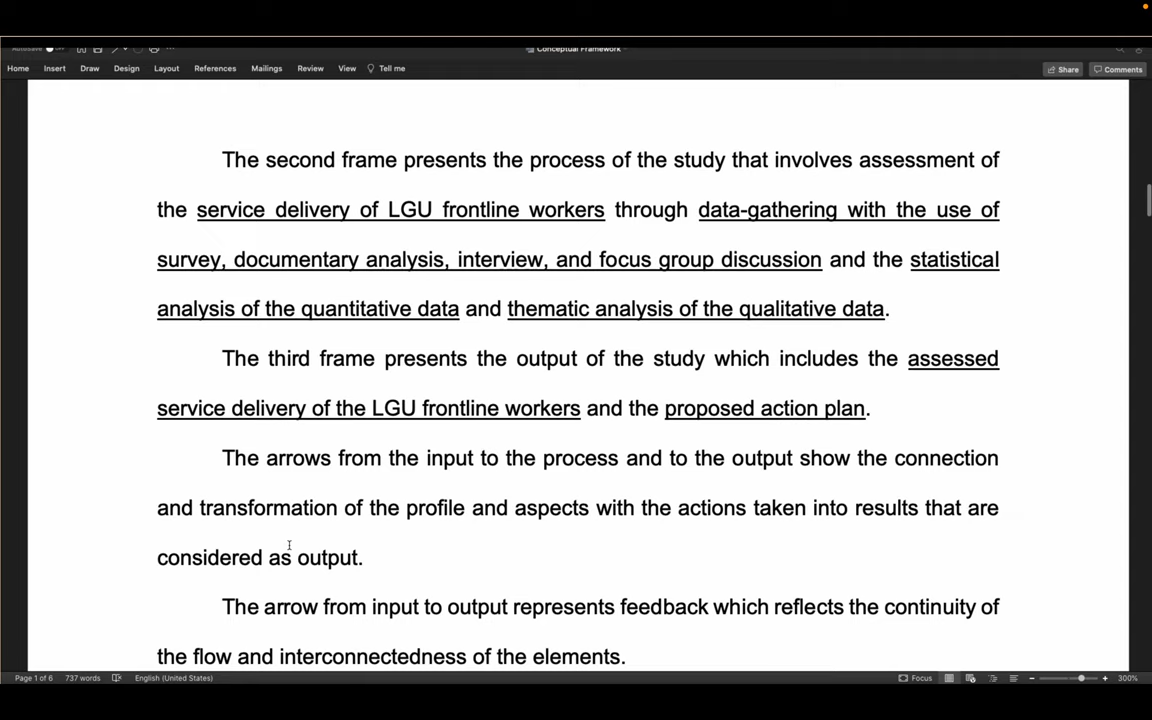 AutoSave OFF
Conceptual Framework
Home Insert Draw Design Layout References Mailings Review View Tell me Share Comments
The second frame presents the process of the study that involves assessment of
the service delivery of LGU frontline workers through data-gathering with the use of
survey, documentary analysis, interview, and focus group discussion and the statistical
analysis of the quantitative data and thematic analysis of the qualitative data.
The third frame presents the output of the study which includes the assessed
service delivery of the LGU frontline workers and the proposed action plan.
The arrows from the input to the process and to the output show the connection
and transformation of the profile and aspects with the actions taken into results that are
considered as output.
The arrow from input to output represents feedback which reflects the continuity of
the flow and interconnectedness of the elements.
Page 1 of 6 737 words English (United States) Focus 300%